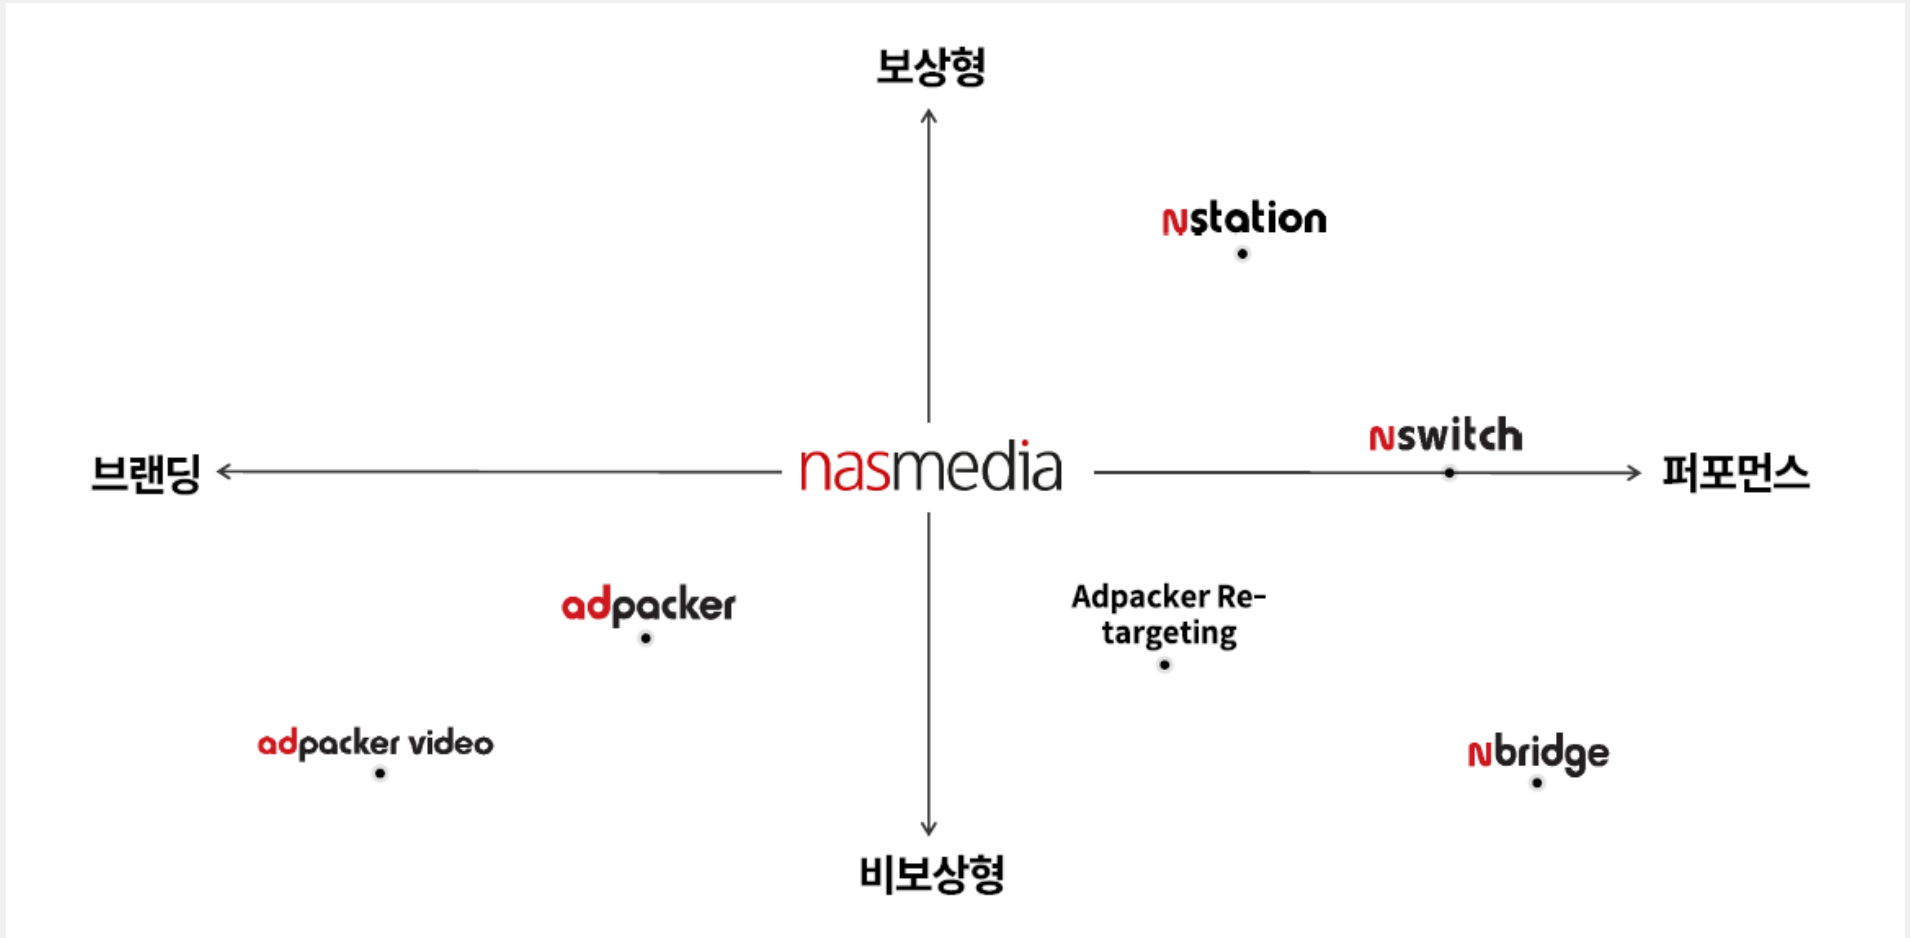 보상형
Nstation
Nswitch
브랜딩
nasmedia
퍼포먼스
adpacker
Adpacker Re-
targeting
adpacker video
Nbridge
비보상형